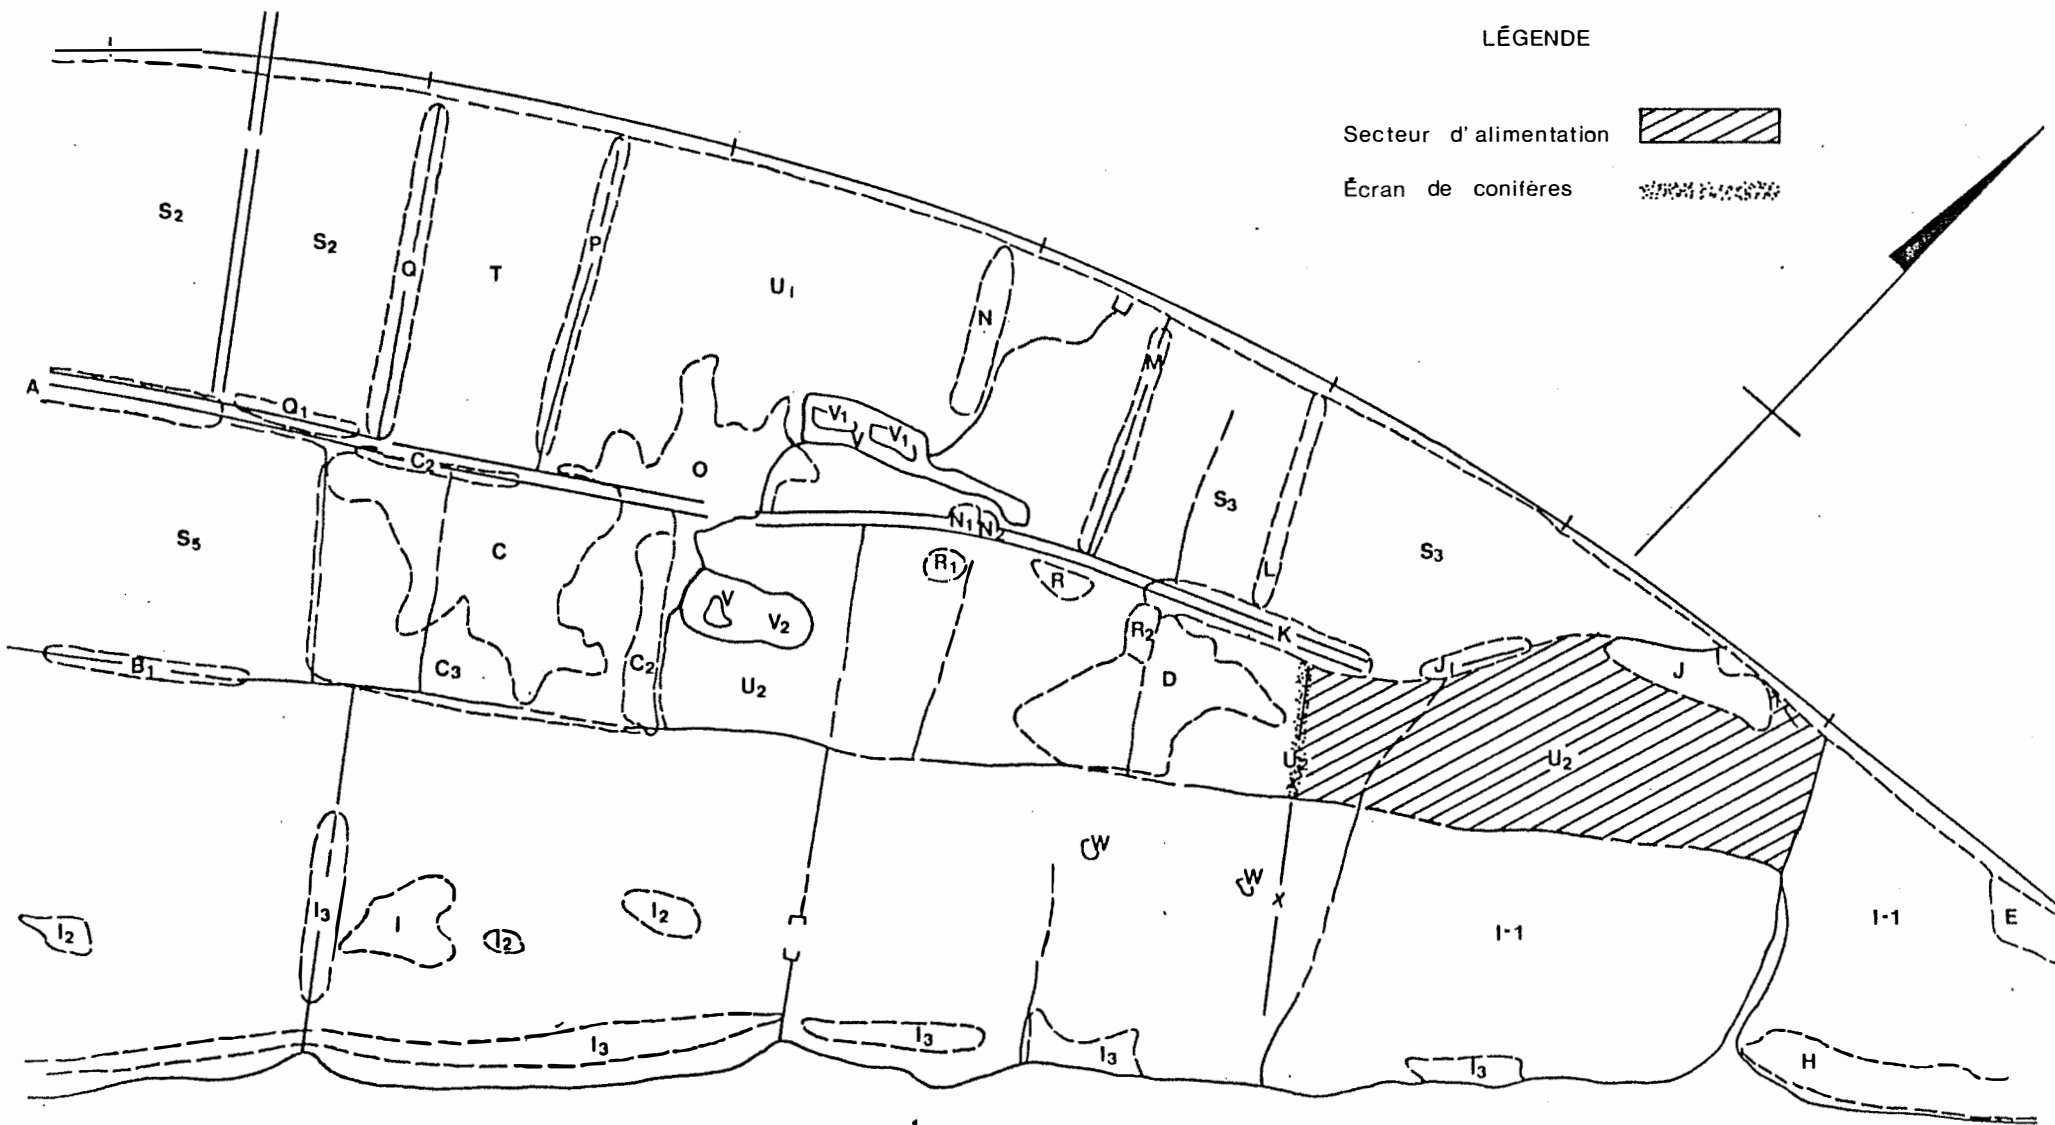 LÉGENDE
Secteur d'alimentation
Écran de conifères
S2
S2
Q
T
P
U1
N
M
A
Q1
C2
O
V1
V
V1
S3
L
S3
N1
N
S5
C
R1
R
V
V2
R2
K
J1
J
B1
C3
C2
U2
D
U2
U2
W
W
X
I3
I
I2
I2
I2
I-1
I-1
E
I3
I3
I3
I3
H